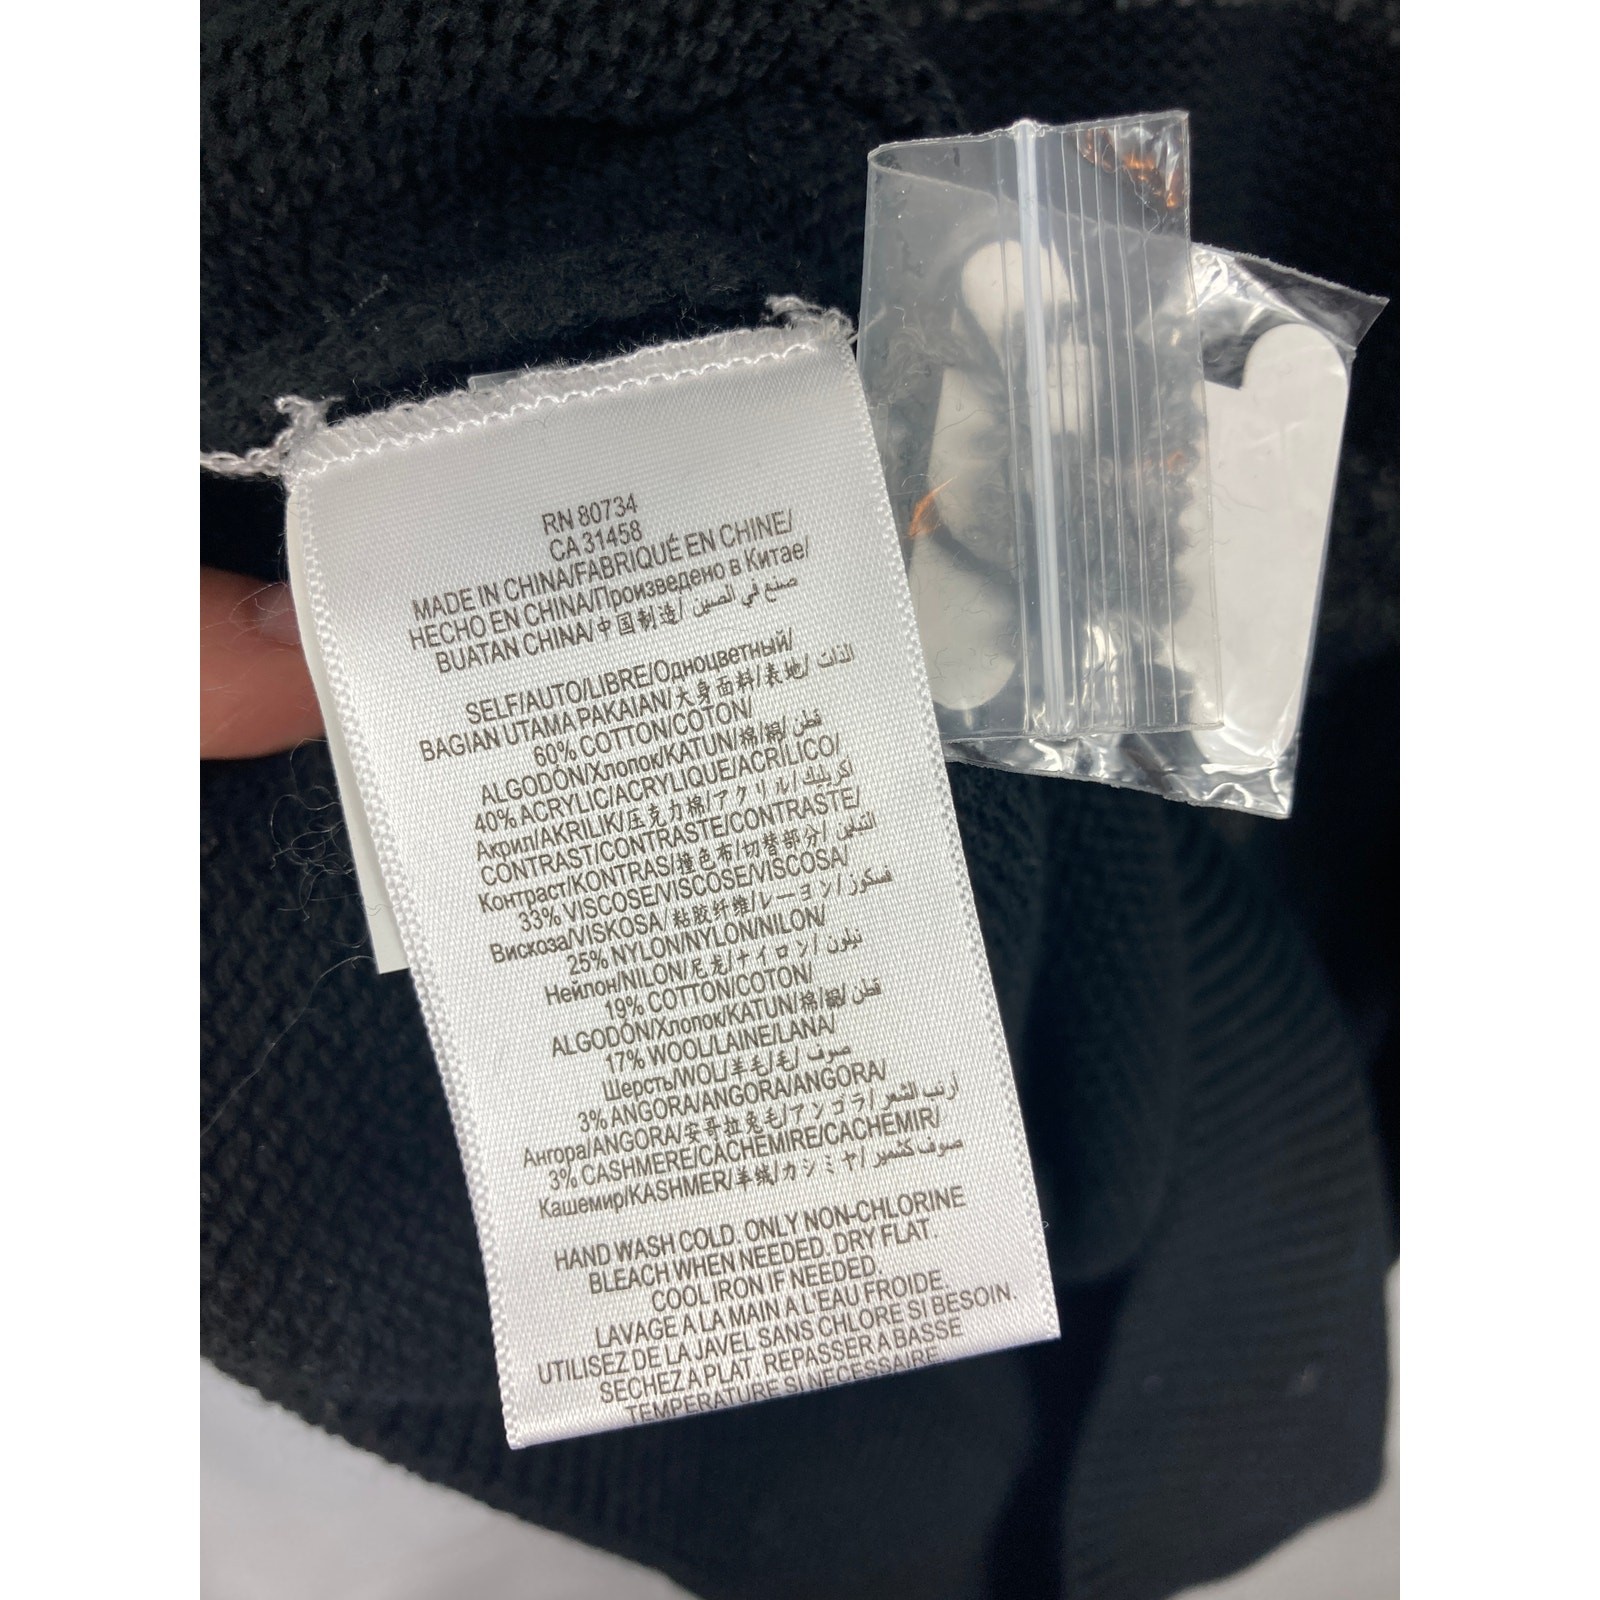 RN 80734
CA 31458
MADE IN CHINA/FABRIQUÉ EN CHINE/
HECHO EN CHINA/Произведено в Китае/
BUATAN CHINA/中国制造/ صنع في الصين
SELF/AUTO/LIBRE/Одноцветный/
BAGIAN UTAMA PAKAIAN/大身面料/表地/ الذات
60% COTTON/COTON/
ALGODÓN/Хлопок/KATUN/棉/綿/ قطن
40% ACRYLIC/ACRYLIQUE/ACRÍLICO/
Акрил/AKRILIK/压克力棉/アクリル/ اكريليك
CONTRAST/CONTRASTE/CONTRASTE/
Контраст/KONTRAS/撞色布/切替部分/ التباين
33% VISCOSE/VISCOSE/VISCOSA/
Вискоза/VISKOSA/粘胶纤维/レーヨン/ فسكوز
25% NYLON/NYLON/NILON/
Нейлон/NILON/尼龙/ナイロン/ نيلون
19% COTTON/COTON/
ALGODÓN/Хлопок/KATUN/棉/綿/ قطن
17% WOOL/LAINE/LANA/
Шерсть/WOL/羊毛/毛/ صوف
3% ANGORA/ANGORA/ANGORA/
Ангора/ANGORA/安哥拉兔毛/アンゴラ/ أرنب الشعر
3% CASHMERE/CACHEMIRE/CACHEMIR/
Кашемир/KASHMER/羊绒/カシミヤ/ صوف كشمير
HAND WASH COLD. ONLY NON-CHLORINE
BLEACH WHEN NEEDED. DRY FLAT.
COOL IRON IF NEEDED.
LAVAGE A LA MAIN A L'EAU FROIDE.
UTILISEZ DE LA JAVEL SANS CHLORE SI BESOIN.
SECHEZ A PLAT. REPASSER A BASSE
TEMPERATURE SI NECESSAIRE.